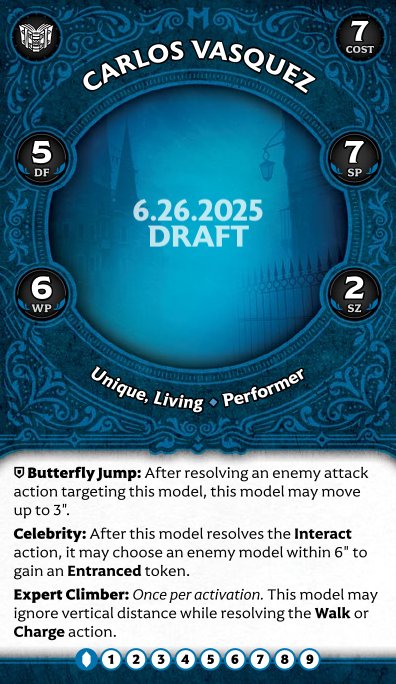 7
COST
CARLOS VASQUEZ
5
DF
7
SP
6.26.2025
DRAFT
6
WP
2
SZ
Unique, Living ◆ Performer
Butterfly Jump: After resolving an enemy attack
action targeting this model, this model may move
up to 3".
Celebrity: After this model resolves the Interact
action, it may choose an enemy model within 6" to
gain an Entranced token.
Expert Climber: Once per activation. This model may
ignore vertical distance while resolving the Walk or
Charge action.
1 2 3 4 5 6 7 8 9